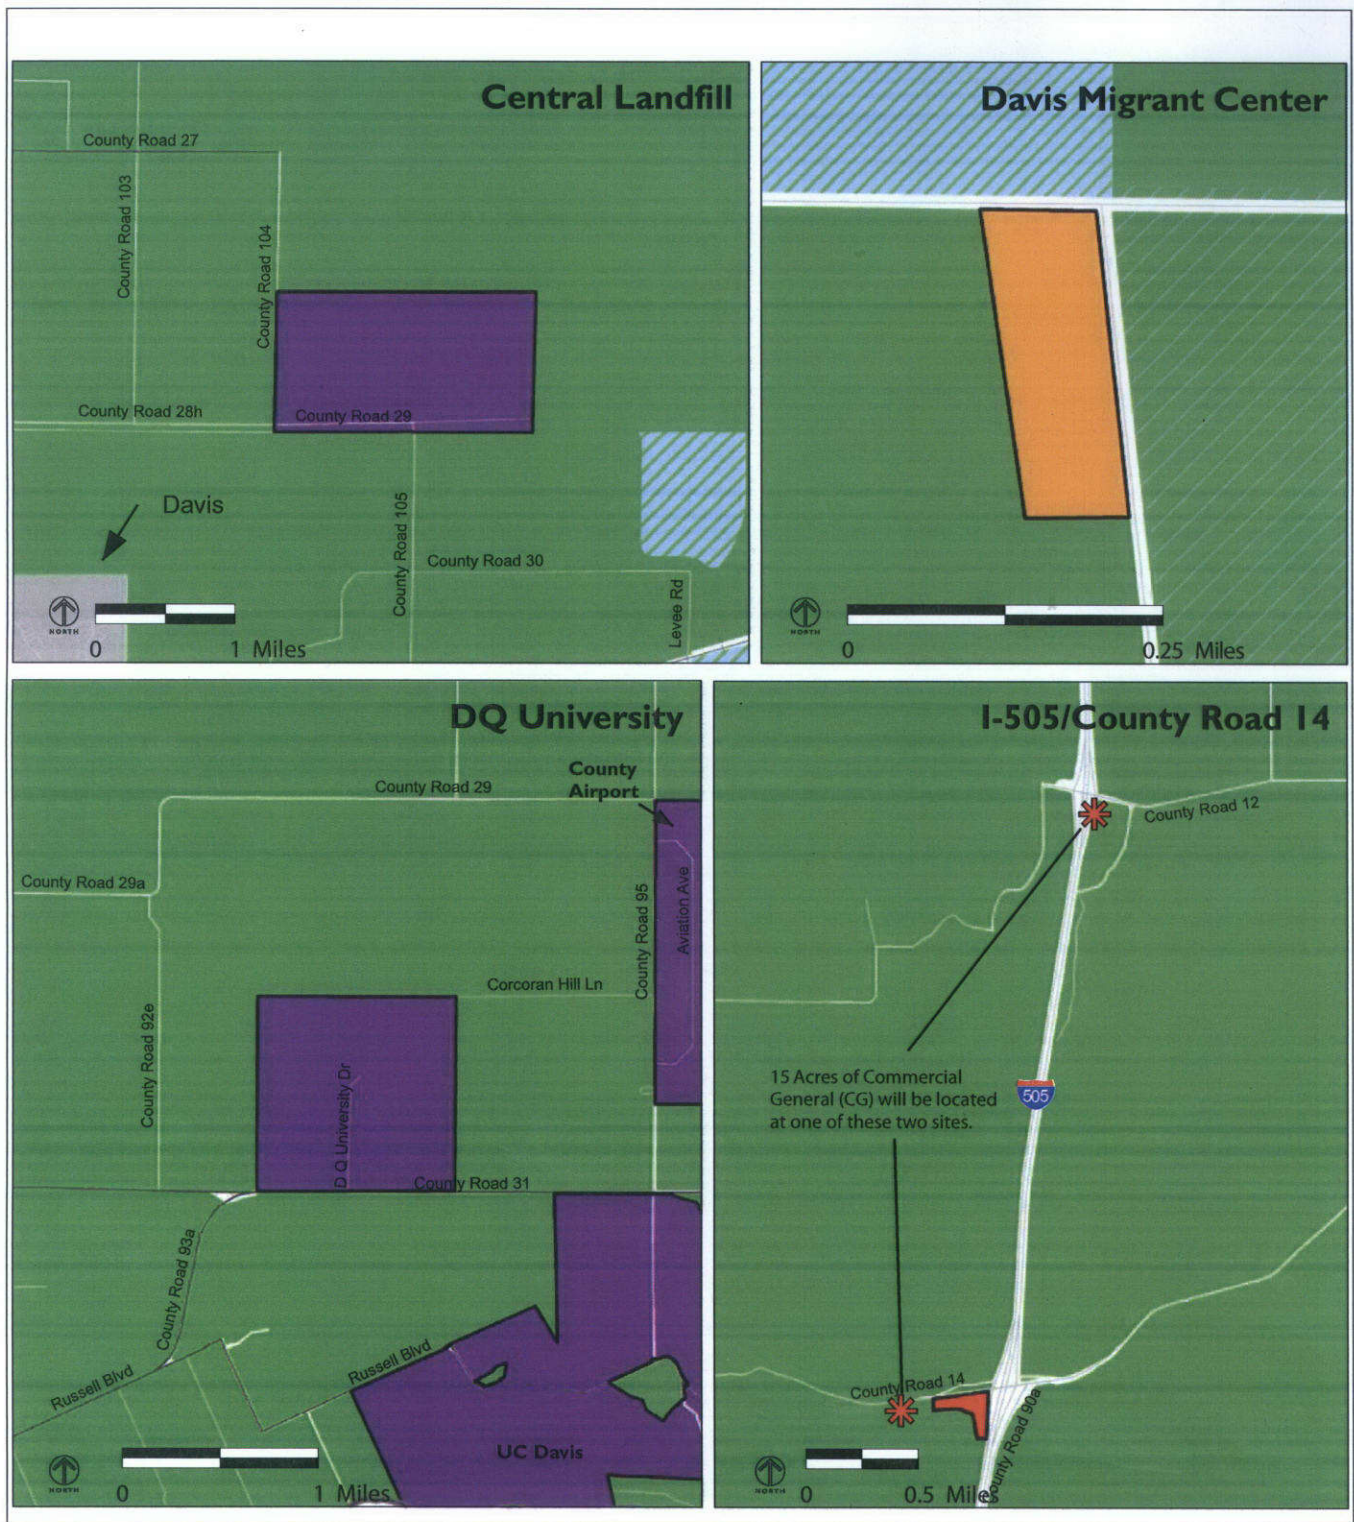 Central Landfill
County Road 27
County Road 103
County Road 104
County Road 28h
County Road 29
Davis
County Road 105
County Road 30
Levee Rd
NORTH
0
1 Miles
Davis Migrant Center
NORTH
0
0.25 Miles
DQ University
County
Airport
County Road 29
County Road 29a
County Road 95
Aviation Ave
Corcoran Hill Ln
County Road 92e
D Q University Dr
County Road 31
County Road 93a
Russell Blvd
Russell Blvd
UC Davis
NORTH
0
1 Miles
I-505/County Road 14
County Road 12
15 Acres of Commercial
General (CG) will be located
at one of these two sites.
505
County Road 14
County Road 90a
NORTH
0
0.5 Miles